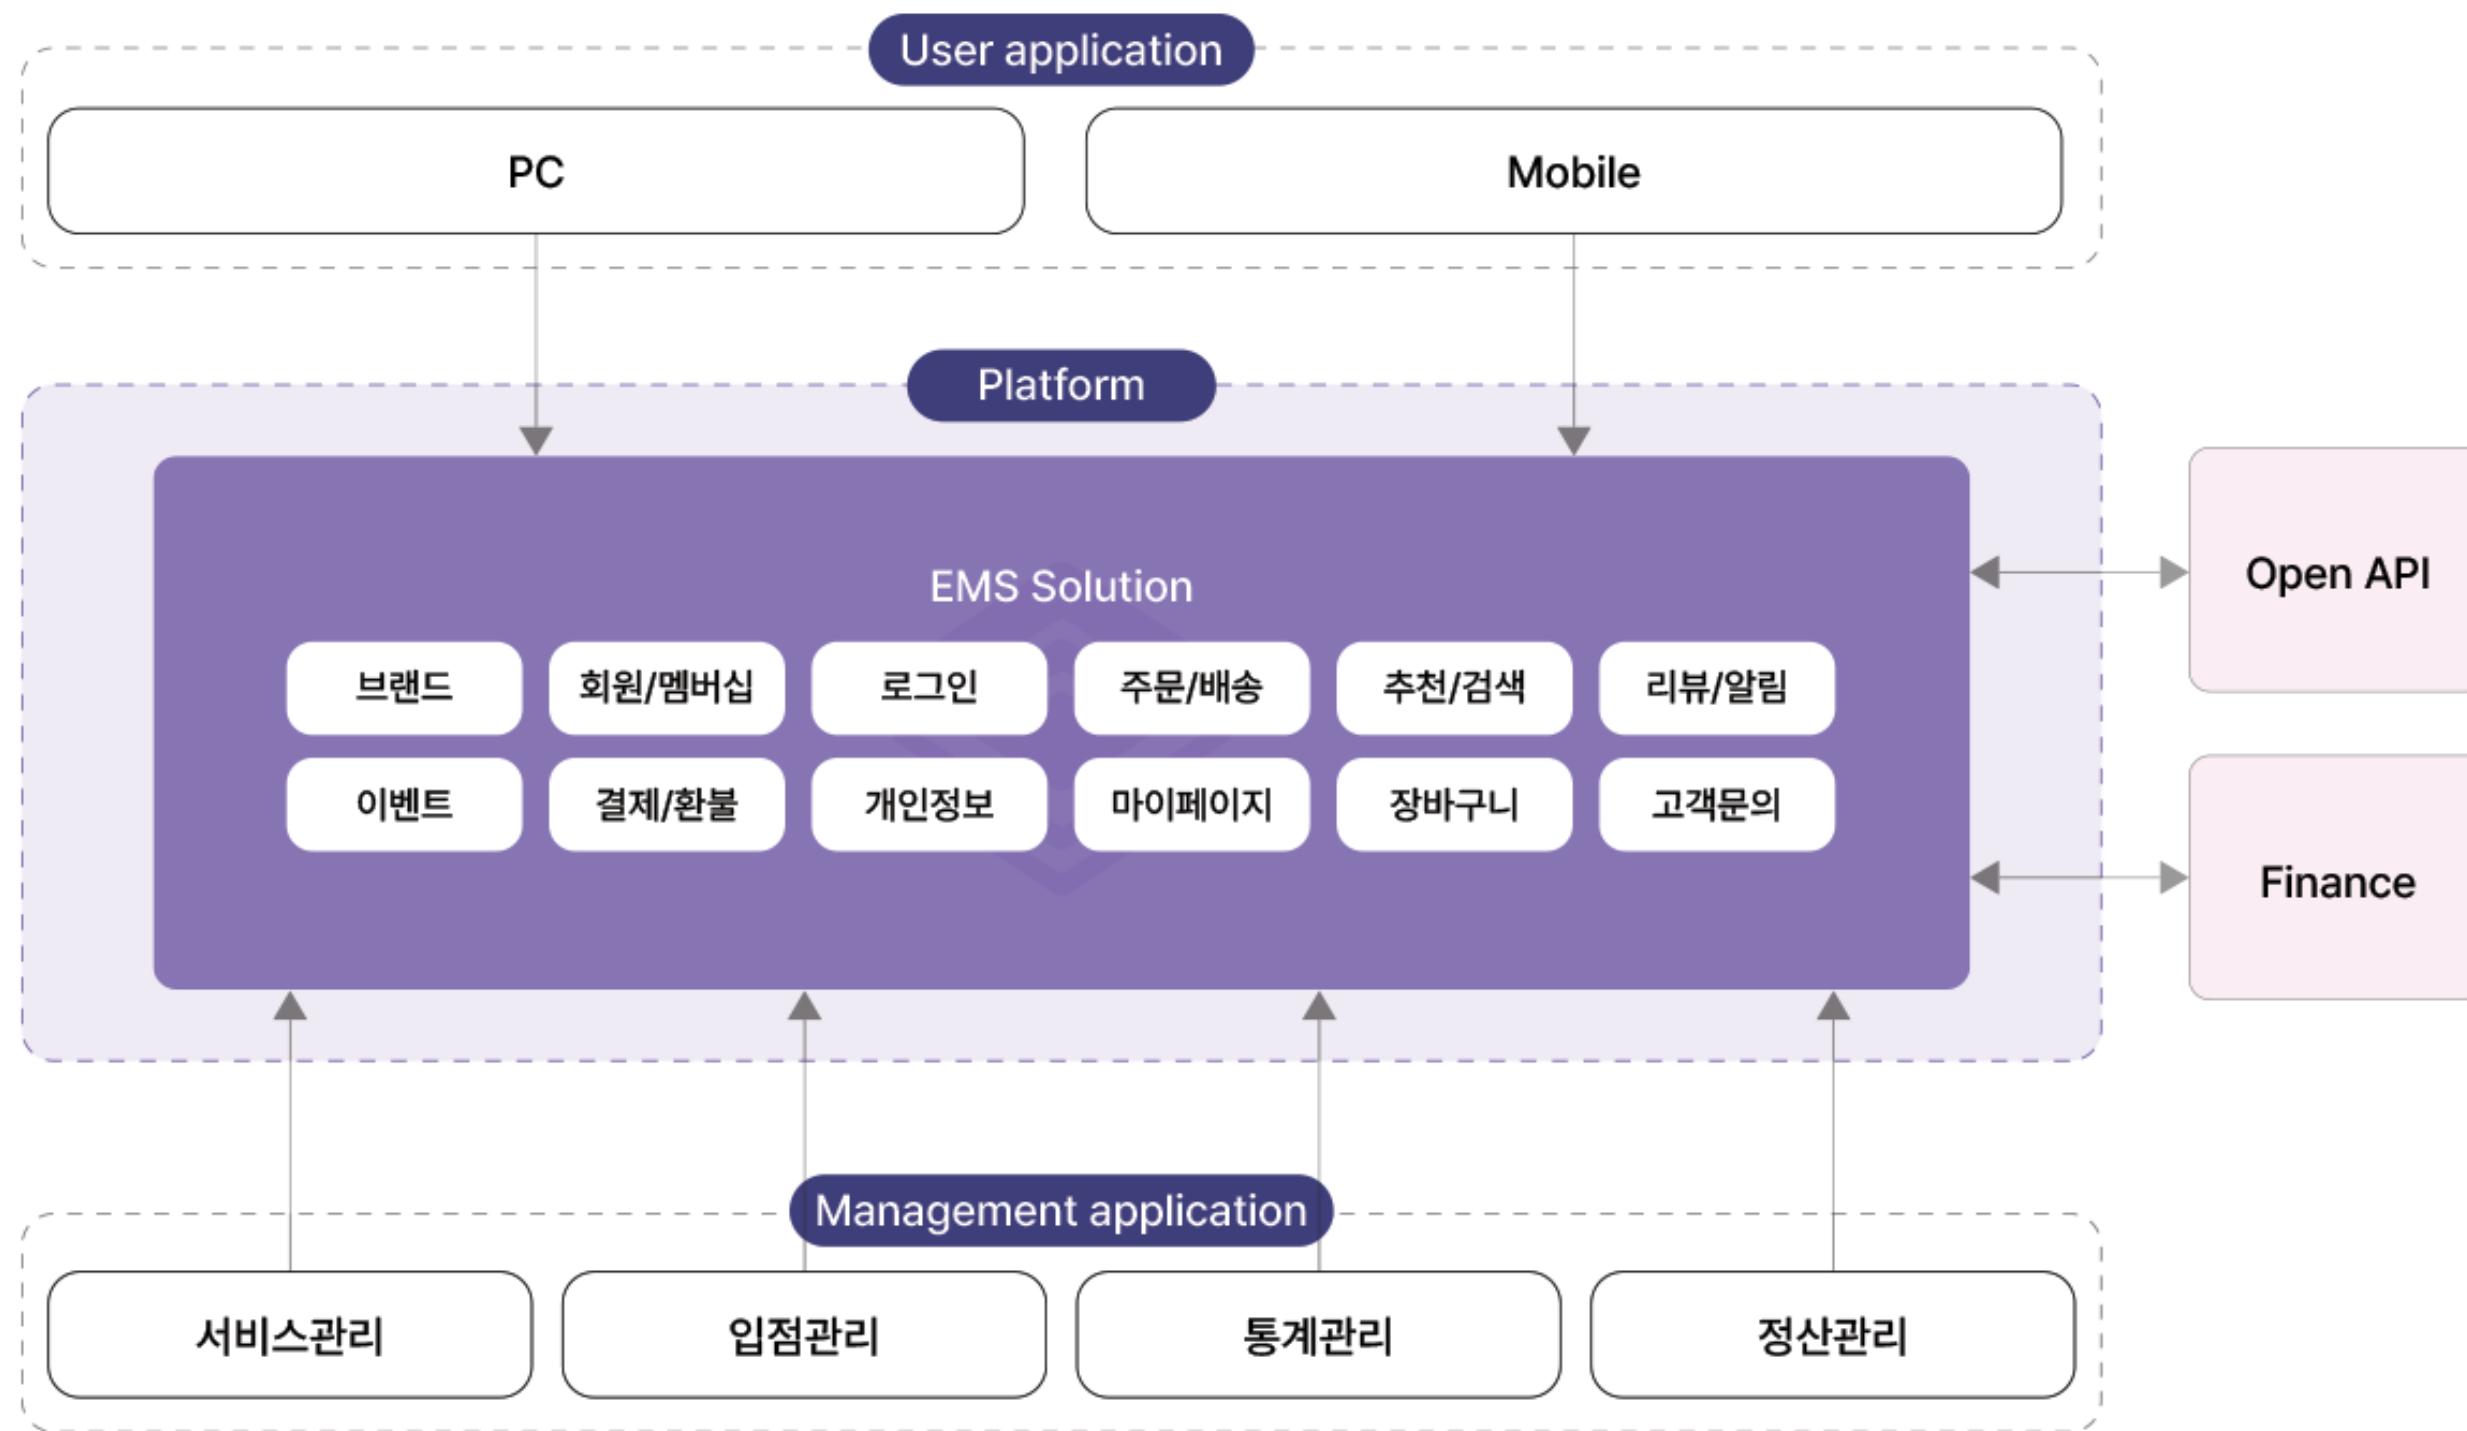 User application
PC
Mobile
Platform
EMS Solution
브랜드
회원/멤버십
로그인
주문/배송
추천/검색
리뷰/알림
이벤트
결제/환불
개인정보
마이페이지
장바구니
고객문의
Open API
Finance
Management application
서비스관리
입점관리
통계관리
정산관리